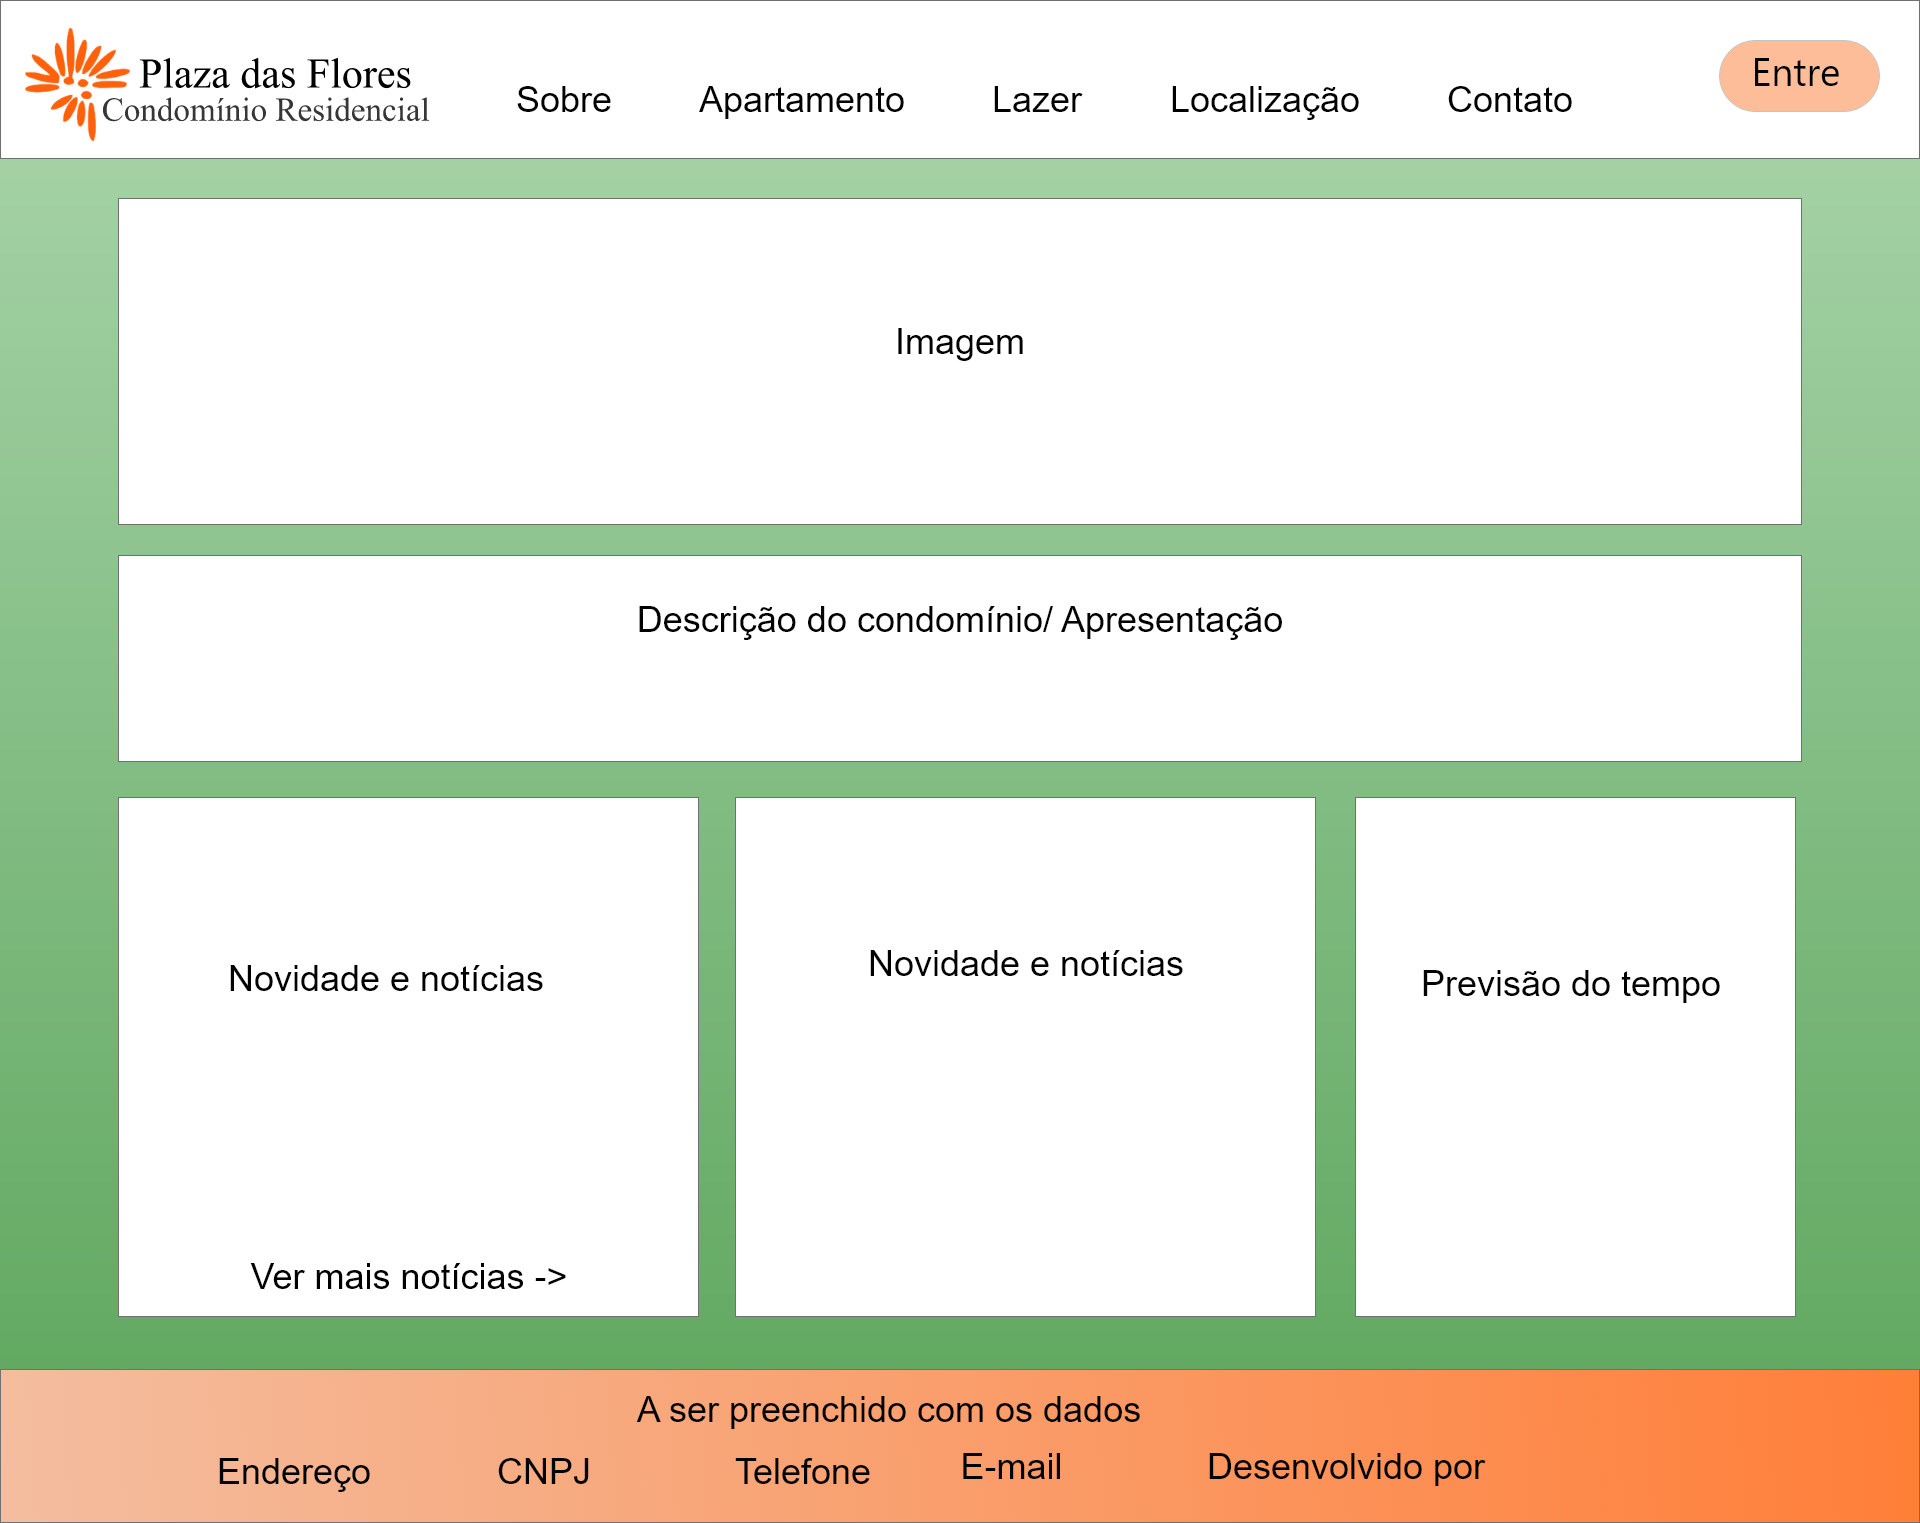 Plaza das Flores
Condomínio Residencial
Sobre
Apartamento
Lazer
Localização
Contato
Entre
Imagem
Descrição do condomínio/ Apresentação
Novidade e notícias
Ver mais notícias ->
Novidade e notícias
Previsão do tempo
A ser preenchido com os dados
Endereço
CNPJ
Telefone
E-mail
Desenvolvido por